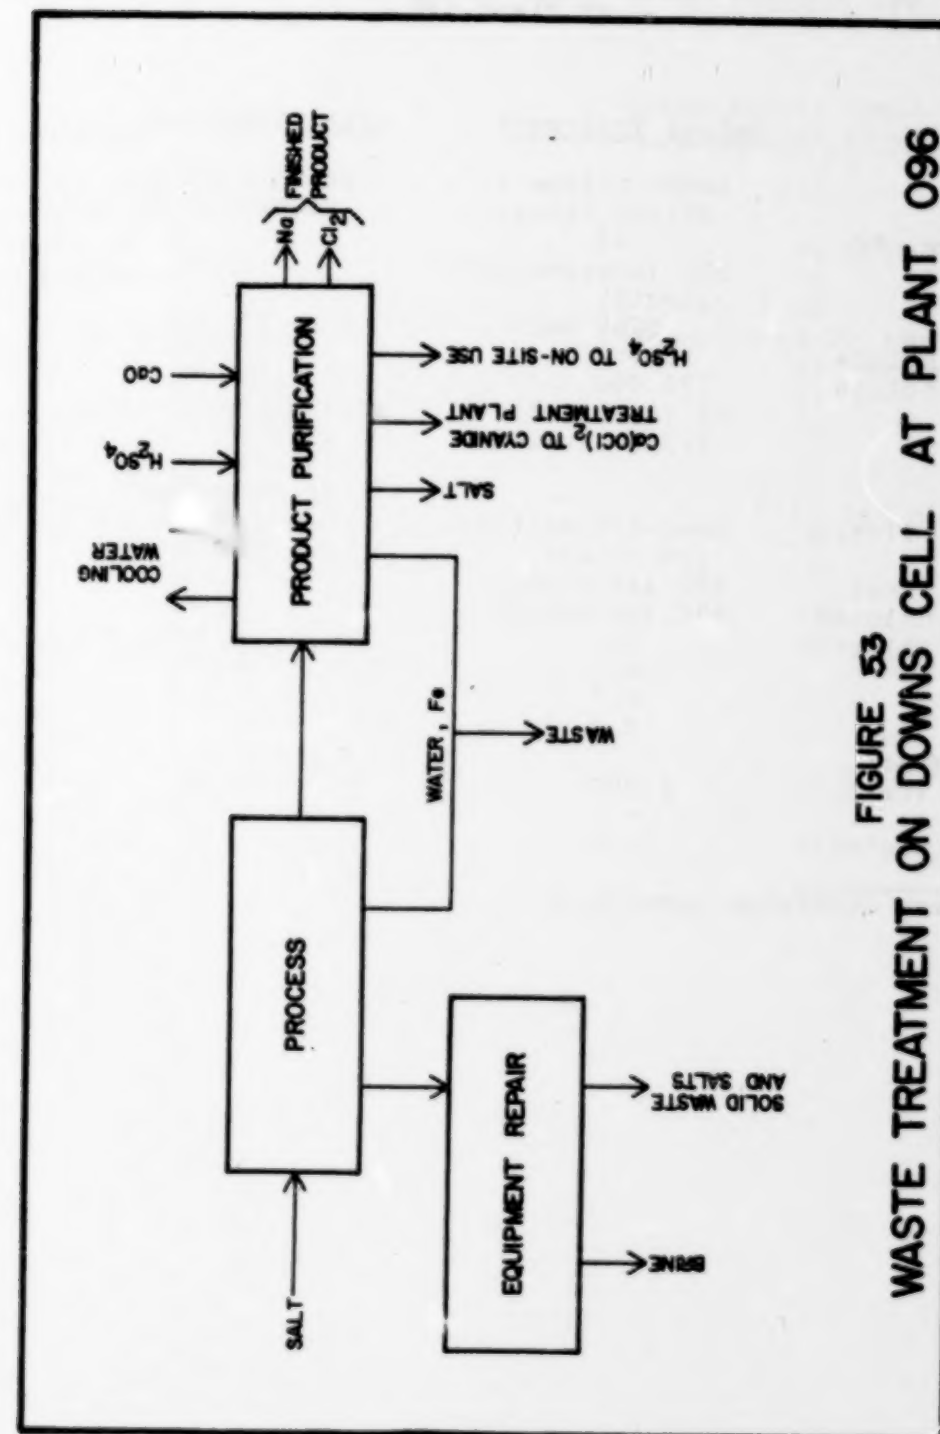 COOLING
WATER
H2SO4
CaO
SALT
PROCESS
PRODUCT PURIFICATION
Na
Cl2
FINISHED
PRODUCT
WATER, Fe
WASTE
SALT
Ca(OCl)2 TO CYANIDE
TREATMENT PLANT
H2SO4 TO ON-SITE USE
EQUIPMENT REPAIR
BRINE
SOLID WASTE
AND SALTS
FIGURE 53
WASTE TREATMENT ON DOWNS CELL AT PLANT 096